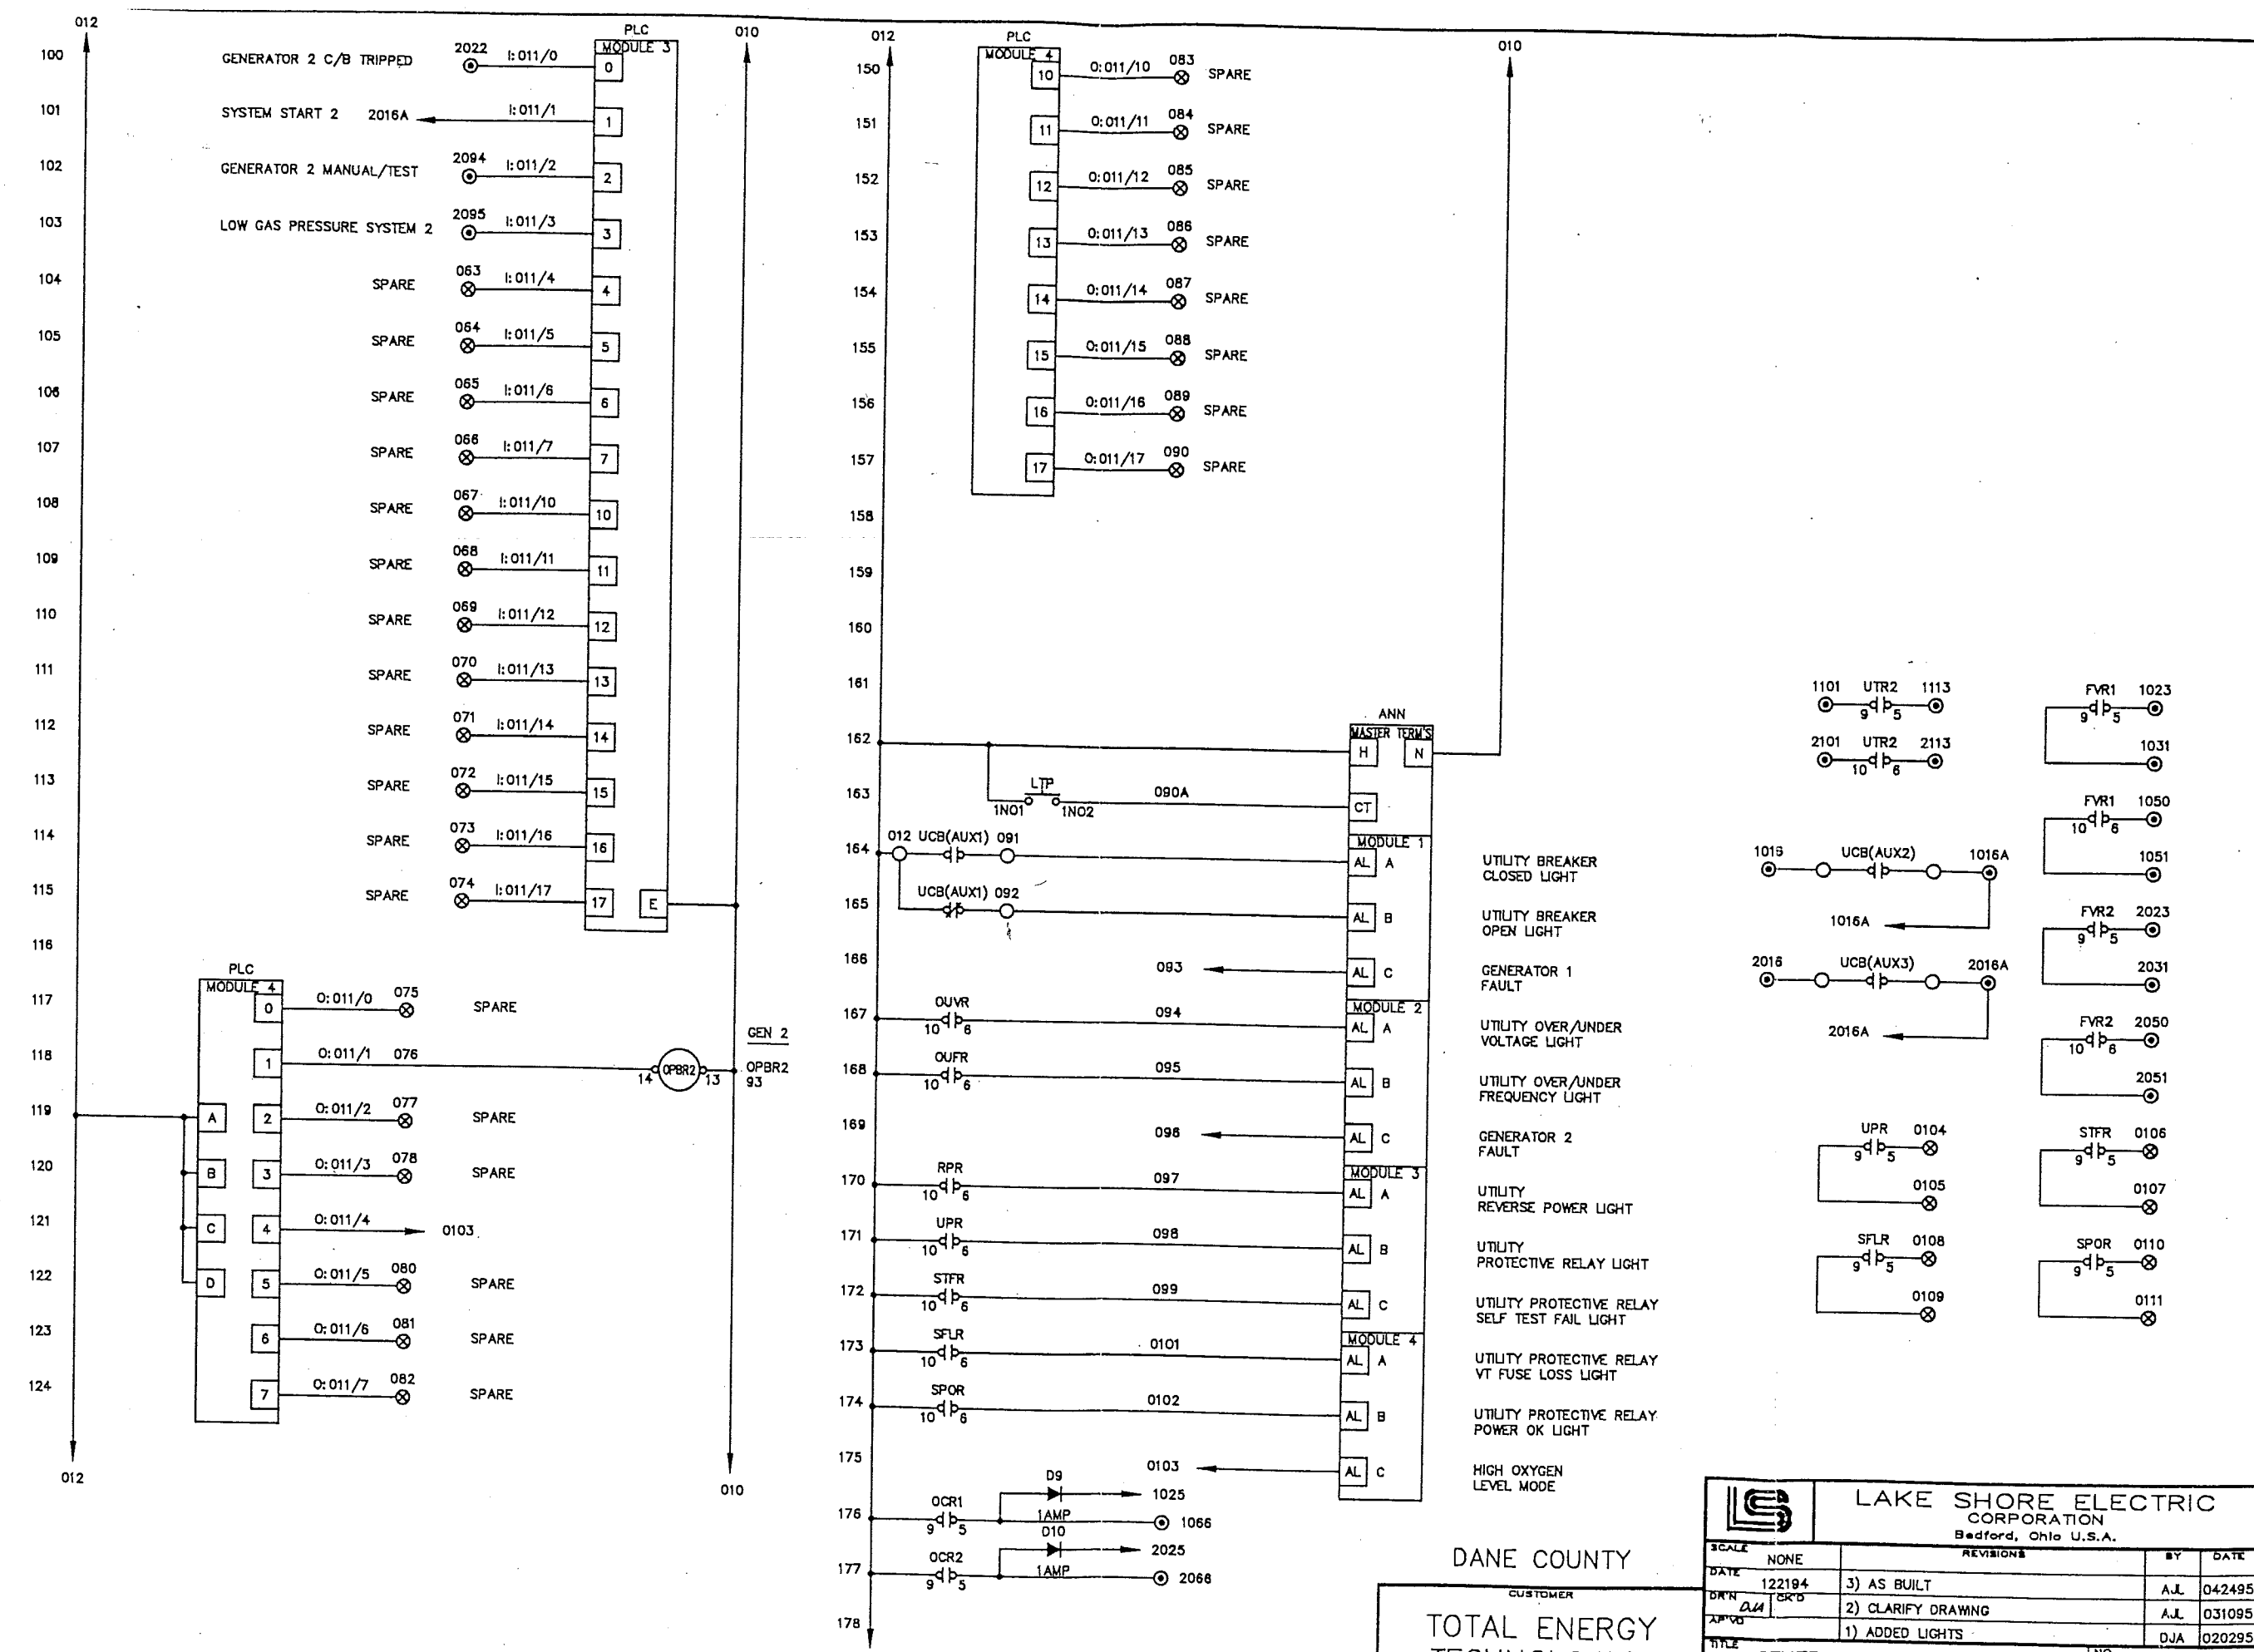 012
PLC
010
100 GENERATOR 2 C/B TRIPPED 2022 I:011/0 MODULE 3 0
101 SYSTEM START 2 2016A I:011/1 1
102 GENERATOR 2 MANUAL/TEST 2094 I:011/2 2
103 LOW GAS PRESSURE SYSTEM 2 2095 I:011/3 3
104 SPARE 063 I:011/4 4
105 SPARE 064 I:011/5 5
106 SPARE 065 I:011/6 6
107 SPARE 066 I:011/7 7
108 SPARE 067 I:011/10 10
109 SPARE 068 I:011/11 11
110 SPARE 069 I:011/12 12
111 SPARE 070 I:011/13 13
112 SPARE 071 I:011/14 14
113 SPARE 072 I:011/15 15
114 SPARE 073 I:011/16 16
115 SPARE 074 I:011/17 17 E
116
PLC
MODULE 4
117 0 O:011/0 075 SPARE
GEN 2
118 1 O:011/1 076 14 OPBR2 13 OPBR2
93
119 A 2 O:011/2 077 SPARE
120 B 3 O:011/3 078 SPARE
121 C 4 O:011/4 0103
122 D 5 O:011/5 080 SPARE
123 6 O:011/6 081 SPARE
124 7 O:011/7 082 SPARE
012
010
012
PLC
010
MODULE 4
150 10 O:011/10 083 SPARE
151 11 O:011/11 084 SPARE
152 12 O:011/12 085 SPARE
153 13 O:011/13 086 SPARE
154 14 O:011/14 087 SPARE
155 15 O:011/15 088 SPARE
156 16 O:011/16 089 SPARE
157 17 O:011/17 090 SPARE
158
159
160
161
ANN
MASTER TERM'S
162 H N
163 LTP 1NO1 1NO2 090A CT
MODULE 1
164 012 UCB(AUX1) 091 AL A UTILITY BREAKER
CLOSED LIGHT
165 UCB(AUX1) 092 AL B UTILITY BREAKER
OPEN LIGHT
166 093 AL C GENERATOR 1
FAULT
MODULE 2
167 OUVR 10 6 094 AL A UTILITY OVER/UNDER
VOLTAGE LIGHT
168 OUFR 10 6 095 AL B UTILITY OVER/UNDER
FREQUENCY LIGHT
169 096 AL C GENERATOR 2
FAULT
MODULE 3
170 RPR 10 6 097 AL A UTILITY
REVERSE POWER LIGHT
171 UPR 10 6 098 AL B UTILITY
PROTECTIVE RELAY LIGHT
172 STFR 10 6 099 AL C UTILITY PROTECTIVE RELAY
SELF TEST FAIL LIGHT
MODULE 4
173 SFLR 10 6 0101 AL A UTILITY PROTECTIVE RELAY
VT FUSE LOSS LIGHT
174 SPOR 10 6 0102 AL B UTILITY PROTECTIVE RELAY
POWER OK LIGHT
175 0103 AL C HIGH OXYGEN
LEVEL MODE
D9 1025
176 OCR1 9 5 1AMP 1066
D10 2025
177 OCR2 9 5 1AMP 2066
178
1101 UTR2 1113
9 5
2101 UTR2 2113
10 6
1016 UCB(AUX2) 1016A
1016A
2016 UCB(AUX3) 2016A
2016A
UPR 0104
9 5
0105
SFLR 0108
9 5
0109
FVR1 1023
9 5
1031
FVR1 1050
10 6
1051
FVR2 2023
9 5
2031
FVR2 2050
10 6
2051
STFR 0106
9 5
0107
SPOR 0110
9 5
0111
DANE COUNTY
CUSTOMER
TOTAL ENERGY
LAKE SHORE ELECTRIC
CORPORATION
Bedford, Ohio U.S.A.
SCALE NONE REVISIONS BY DATE
DATE 122194 3) AS BUILT AJL 042495
DR'N DJA CK'D 2) CLARIFY DRAWING AJL 031095
AP'VD 1) ADDED LIGHTS DJA 020295
TITLE NO.